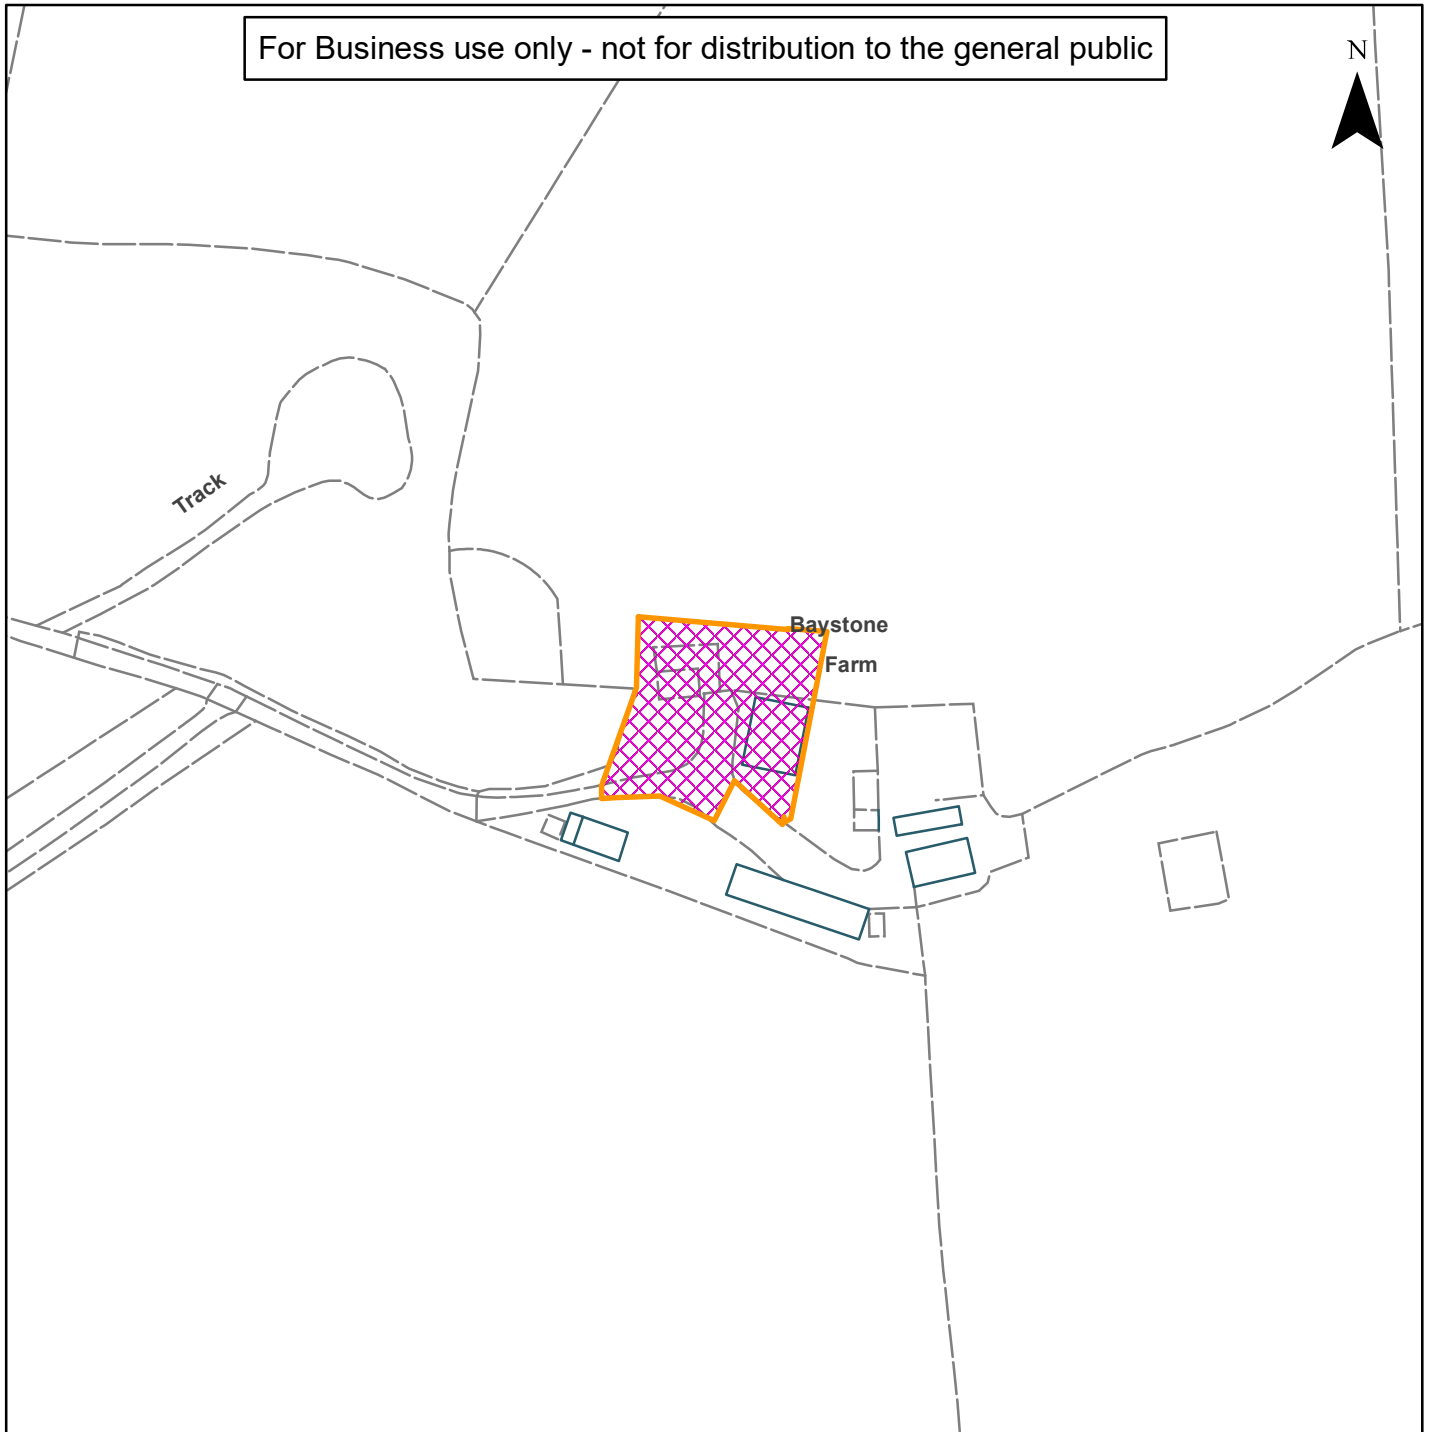 For Business use only - not for distribution to the general public
N
Track
Baystone
Farm